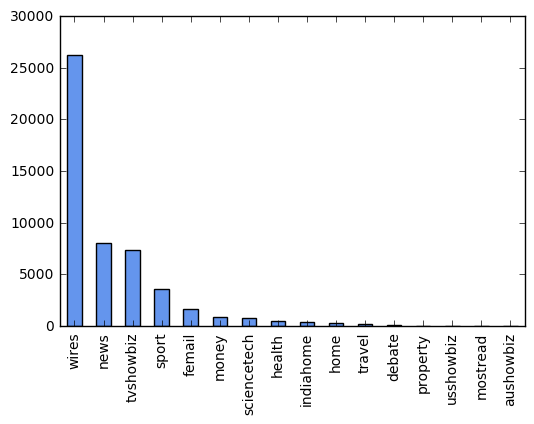 30000
25000
20000
15000
10000
5000
0
wires
news
tvshowbiz
sport
femail
money
sciencetech
health
indiahome
home
travel
debate
property
usshowbiz
mostread
aushowbiz